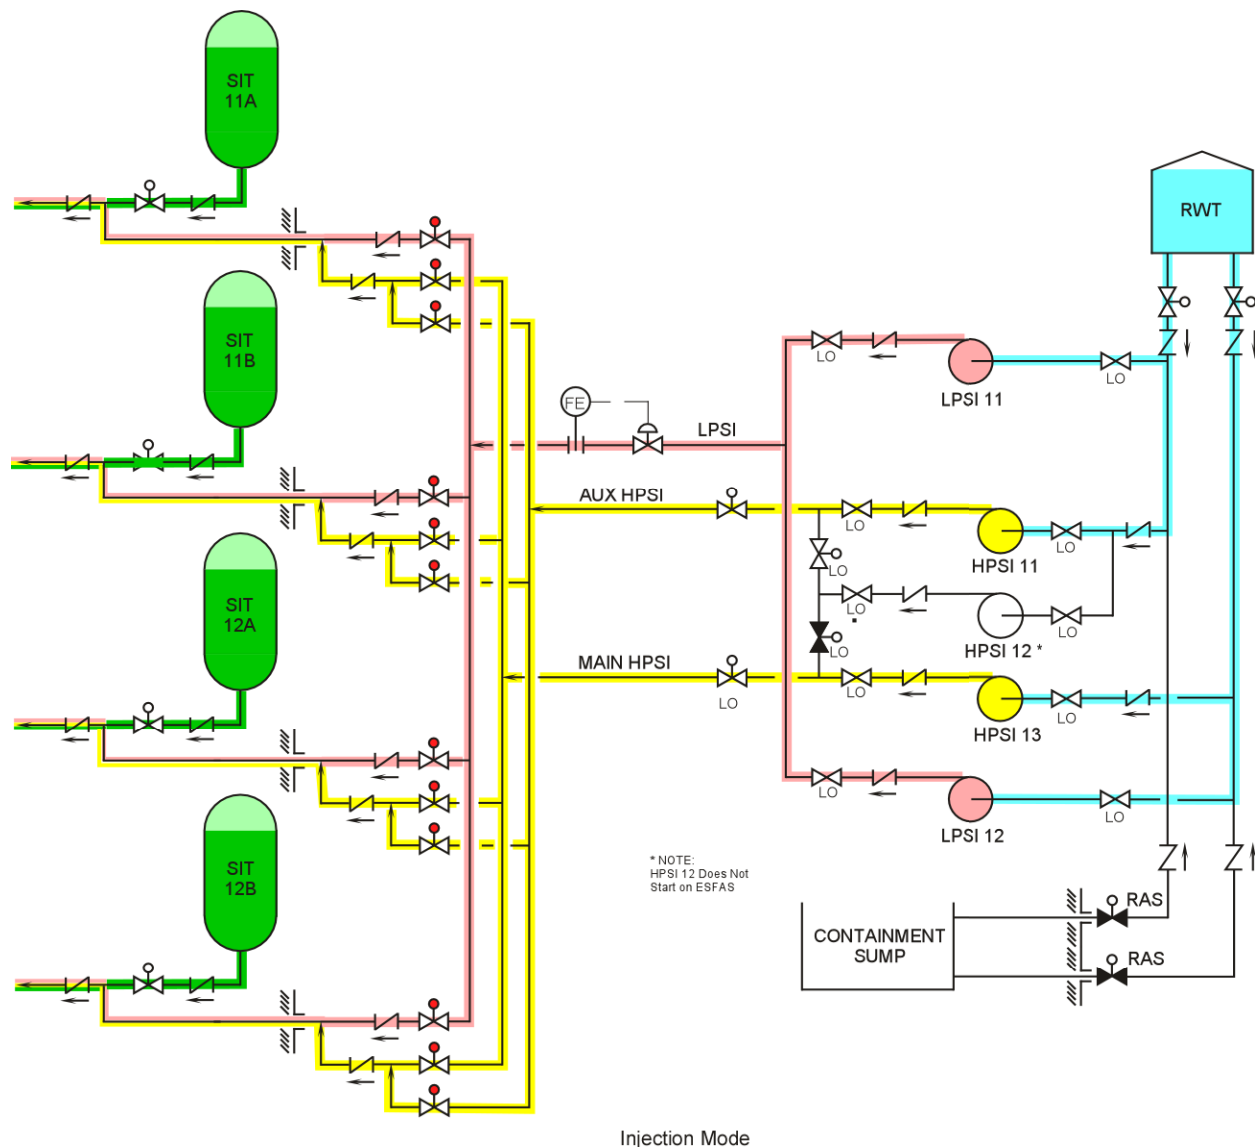 SIT
11A
RWT
SIT
11B
LO
LPSI 11
LO
FE
LPSI
AUX HPSI
LO
HPSI 11
LO
LO
SIT
12A
LO
HPSI 12 *
LO
LO
MAIN HPSI
LO
LO
HPSI 13
LO
SIT
12B
LO
LPSI 12
LO
* NOTE:
HPSI 12 Does Not
Start on ESFAS
CONTAINMENT
SUMP
RAS
RAS
Injection Mode